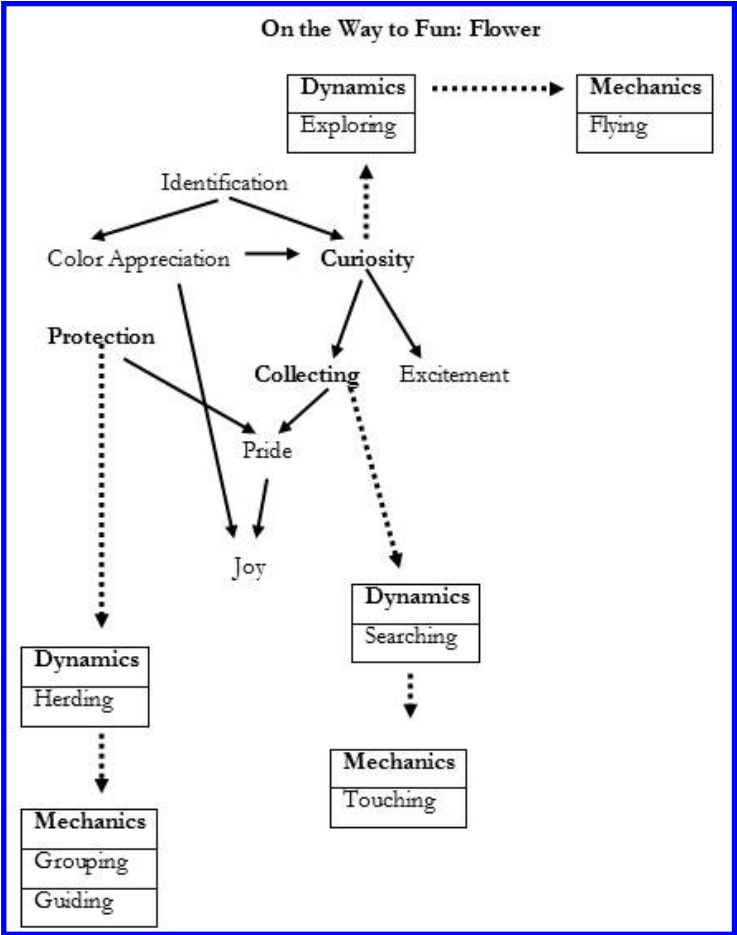 On the Way to Fun: Flower
Dynamics
Exploring
Mechanics
Flying
Identification
Color Appreciation
Curiosity
Protection
Collecting
Excitement
Pride
Joy
Dynamics
Searching
Dynamics
Herding
Mechanics
Touching
Mechanics
Grouping
Guiding